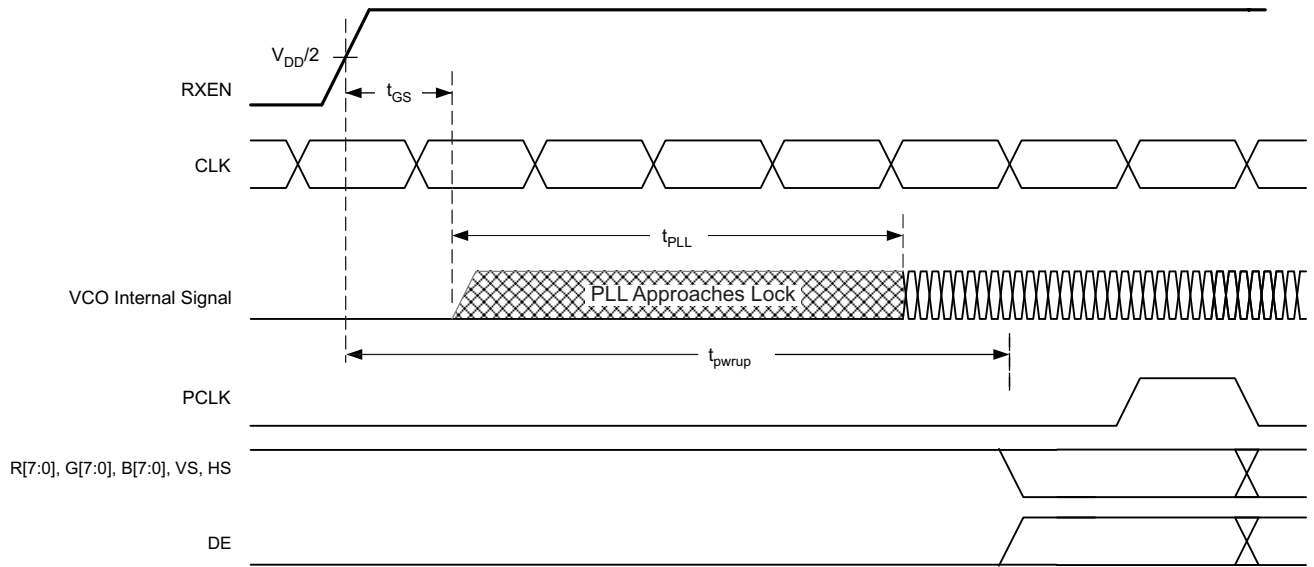 V_DD/2
RXEN
t_GS
CLK
t_PLL
VCO Internal Signal
PLL Approaches Lock
t_pwrup
PCLK
R[7:0], G[7:0], B[7:0], VS, HS
DE